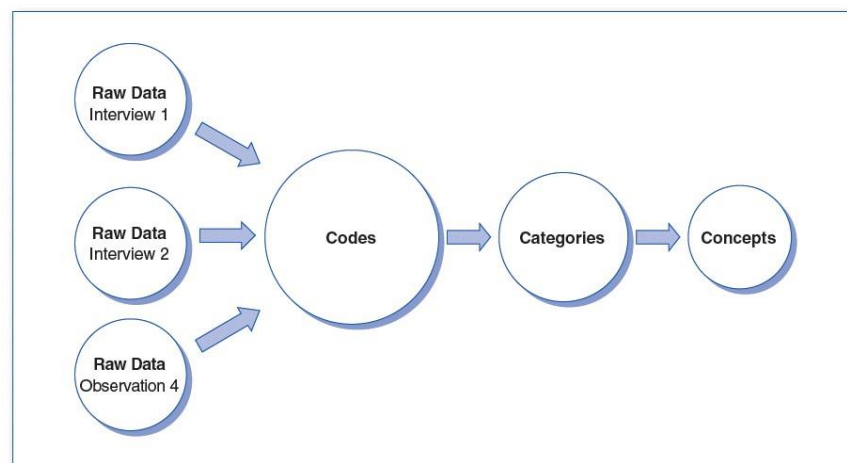 Raw Data
Interview 1
Raw Data
Interview 2
Raw Data
Observation 4
Codes
Categories
Concepts